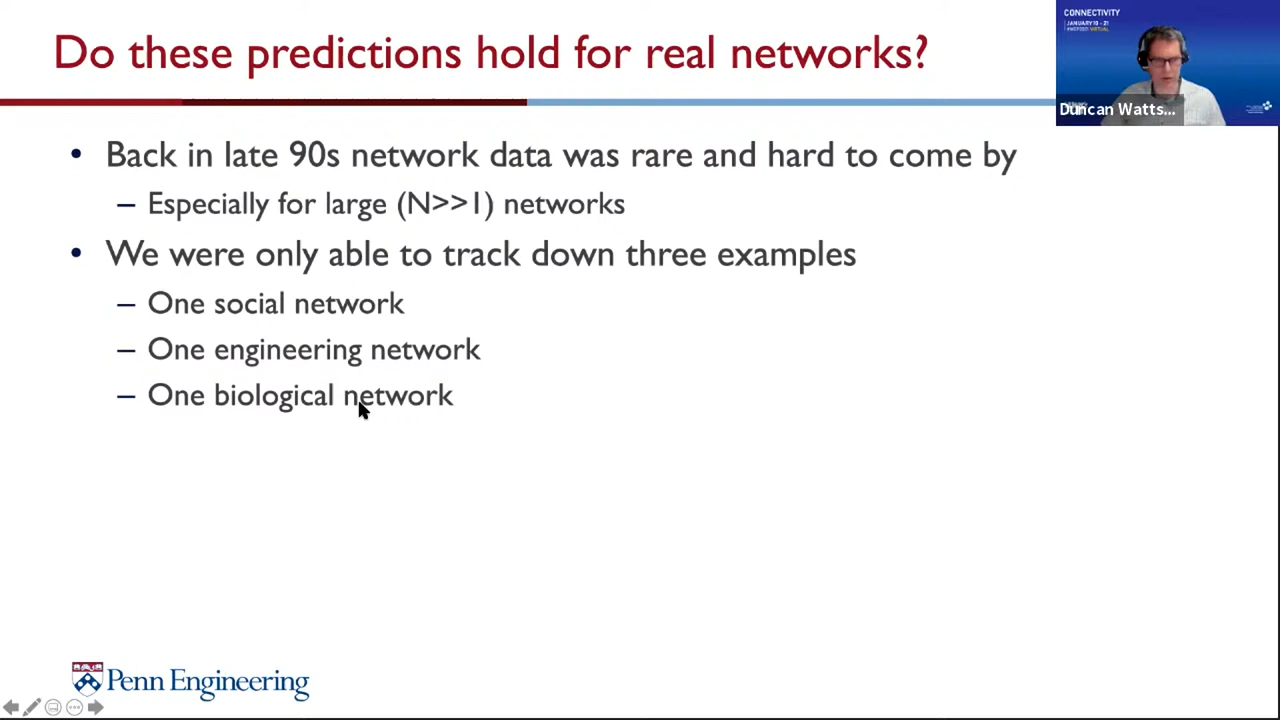 Do these predictions hold for real networks?
CONNECTIVITY
Duncan Watts...
• Back in late 90s network data was rare and hard to come by
– Especially for large (N>>1) networks
• We were only able to track down three examples
– One social network
– One engineering network
– One biological network
Penn Engineering